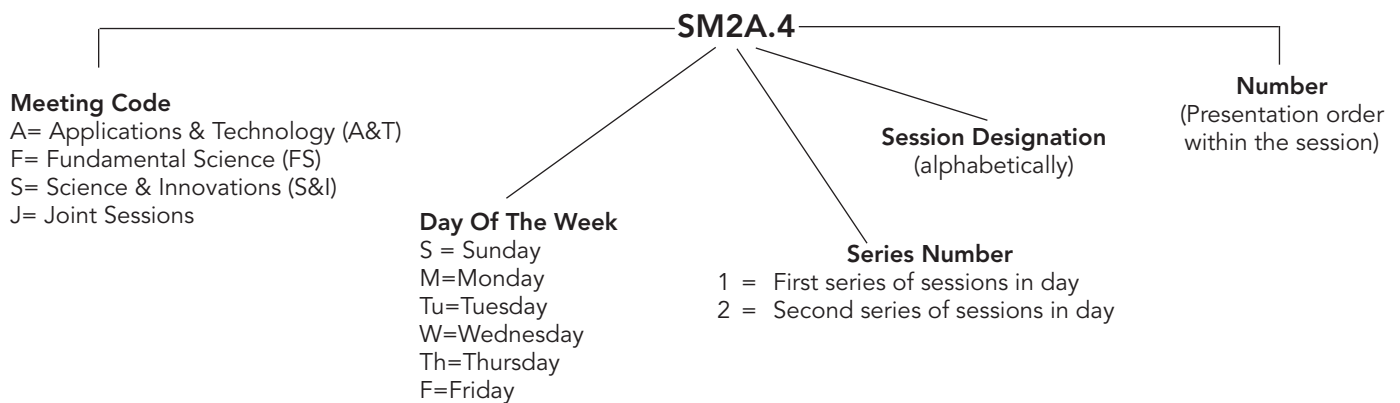 SM2A.4
Meeting Code
A= Applications & Technology (A&T)
F= Fundamental Science (FS)
S= Science & Innovations (S&I)
J= Joint Sessions
Day Of The Week
S = Sunday
M=Monday
Tu=Tuesday
W=Wednesday
Th=Thursday
F=Friday
Series Number
1 = First series of sessions in day
2 = Second series of sessions in day
Session Designation
(alphabetically)
Number
(Presentation order
within the session)